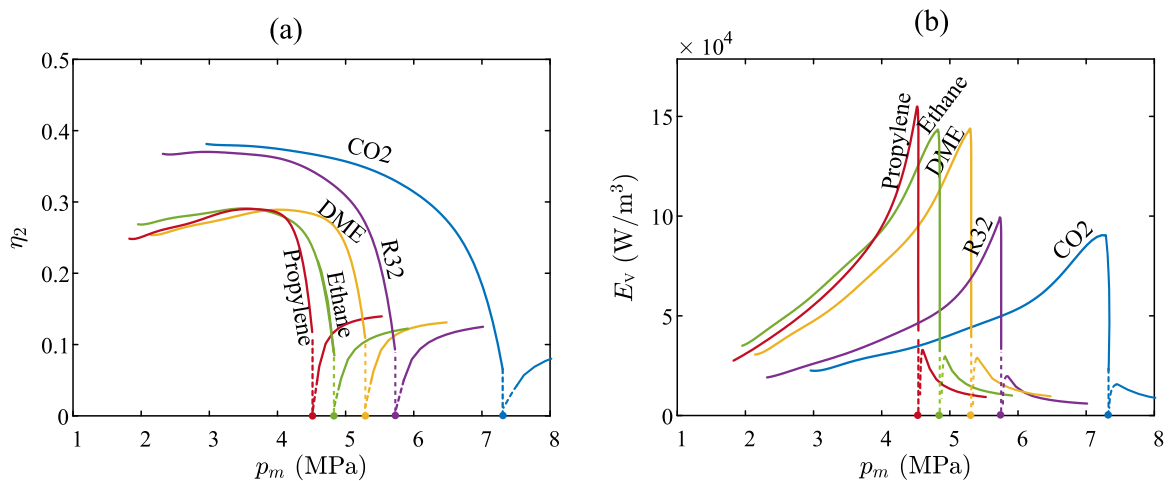 (a)
0.5
0.4
0.3
0.2
0.1
0
η₂
CO2
DME
R32
Propylene
Ethane
1 2 3 4 5 6 7 8
pₘ (MPa)
(b)
× 10⁴
15
10
5
0
Eᵥ (W/m³)
Propylene
Ethane
DME
R32
CO2
1 2 3 4 5 6 7 8
pₘ (MPa)